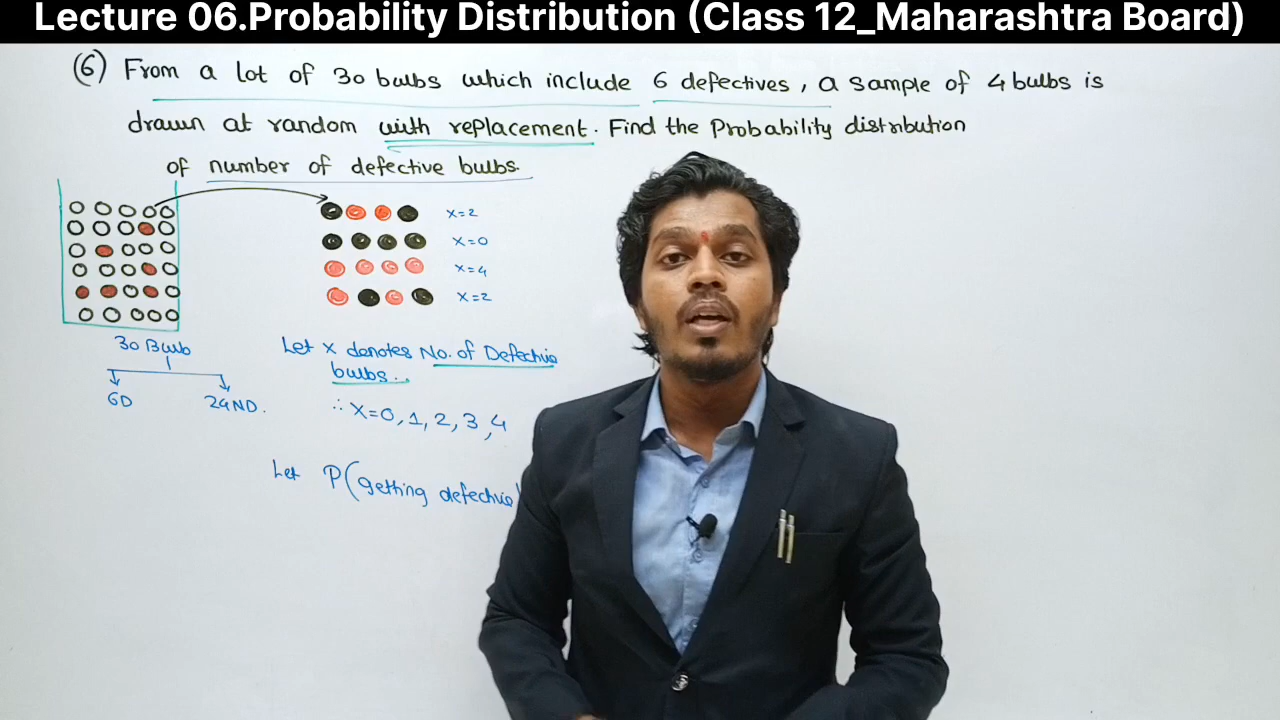 Lecture 06.Probability Distribution (Class 12_Maharashtra Board)
(6) From a lot of 30 bulbs which include 6 defectives, a sample of 4 bulbs is
drawn at random with replacement. Find the Probability distribution
of number of defective bulbs.
X=2
X=0
X=4
X=2
30 Bulb
6D 24ND.
Let X denotes No. of Defective
bulbs..
∴ X=0, 1, 2, 3, 4
Let P(getting defective)